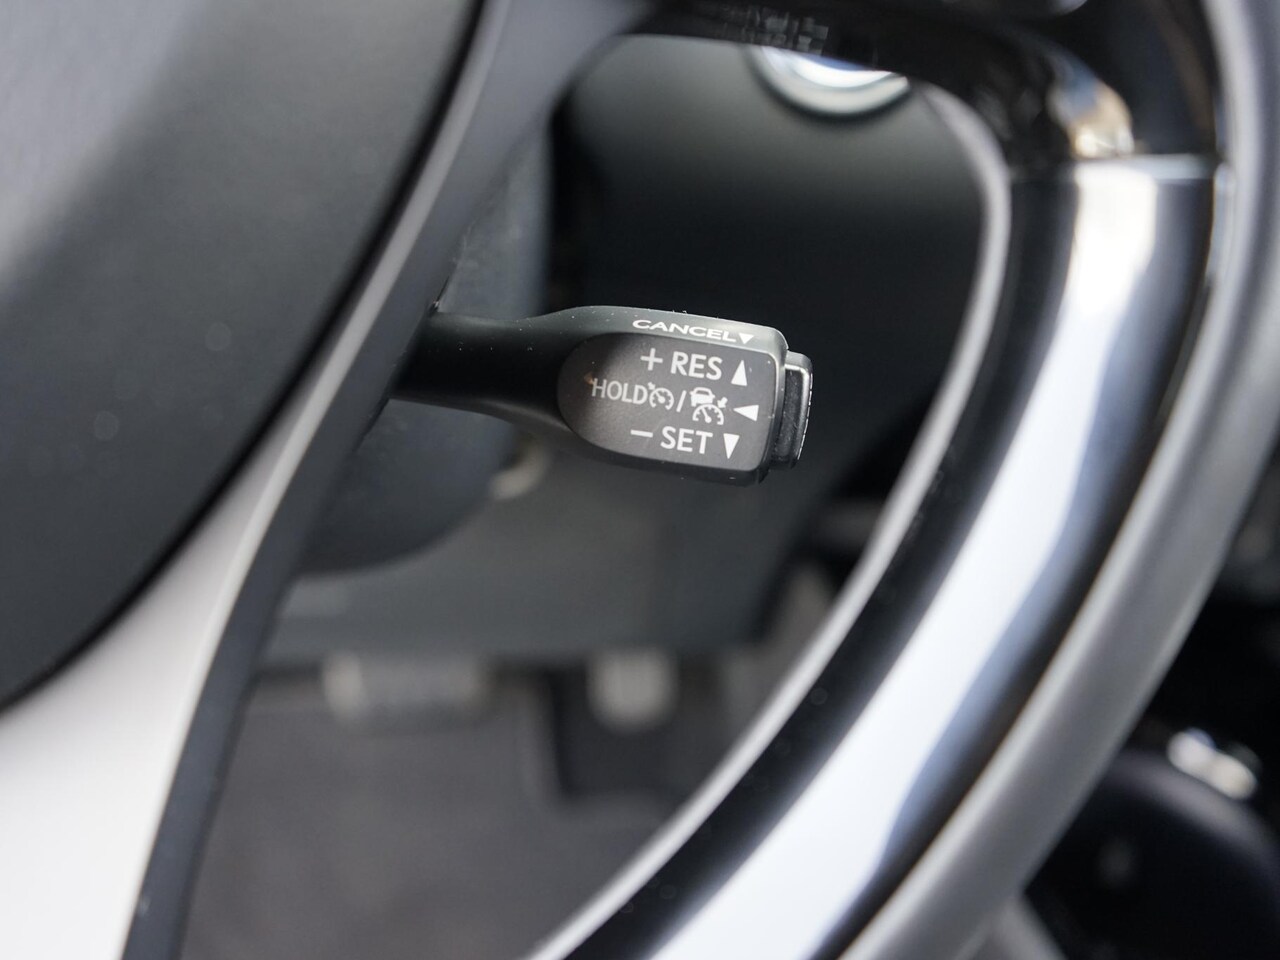 CANCEL▼
+ RES ▲
HOLD / ◀
− SET ▼